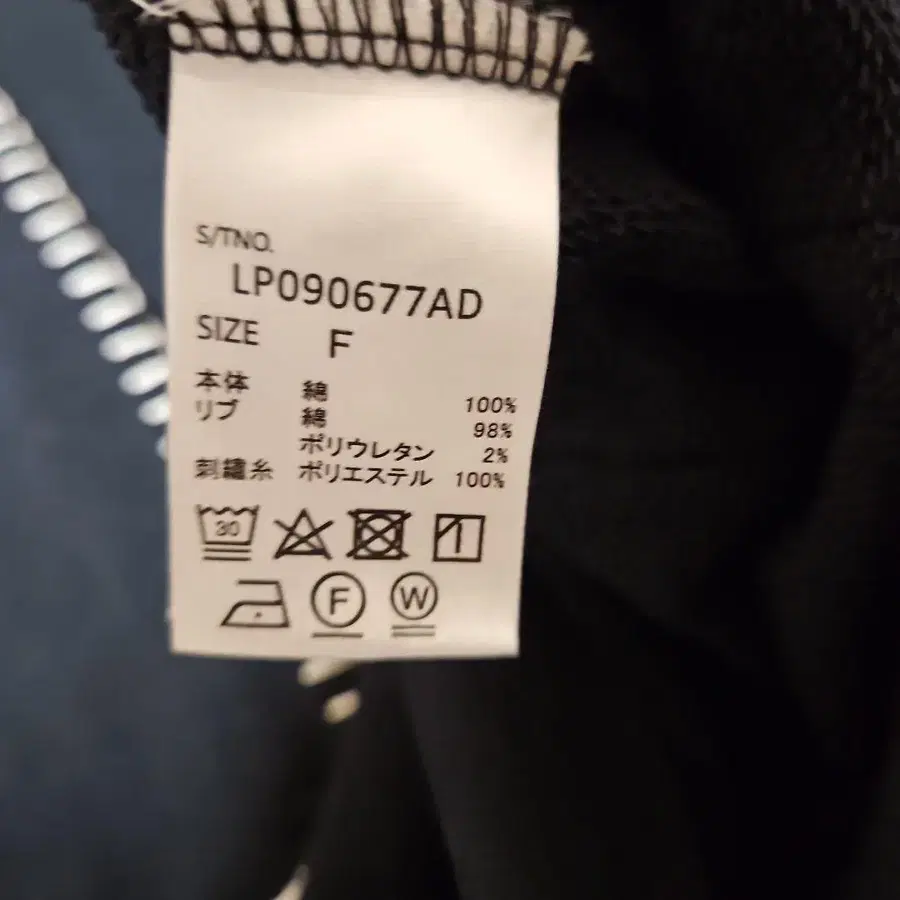 S/TNO.
LP090677AD
SIZE F
本体 綿 100%
リブ 綿 98%
ポリウレタン 2%
刺繍糸 ポリエステル 100%
30
F W